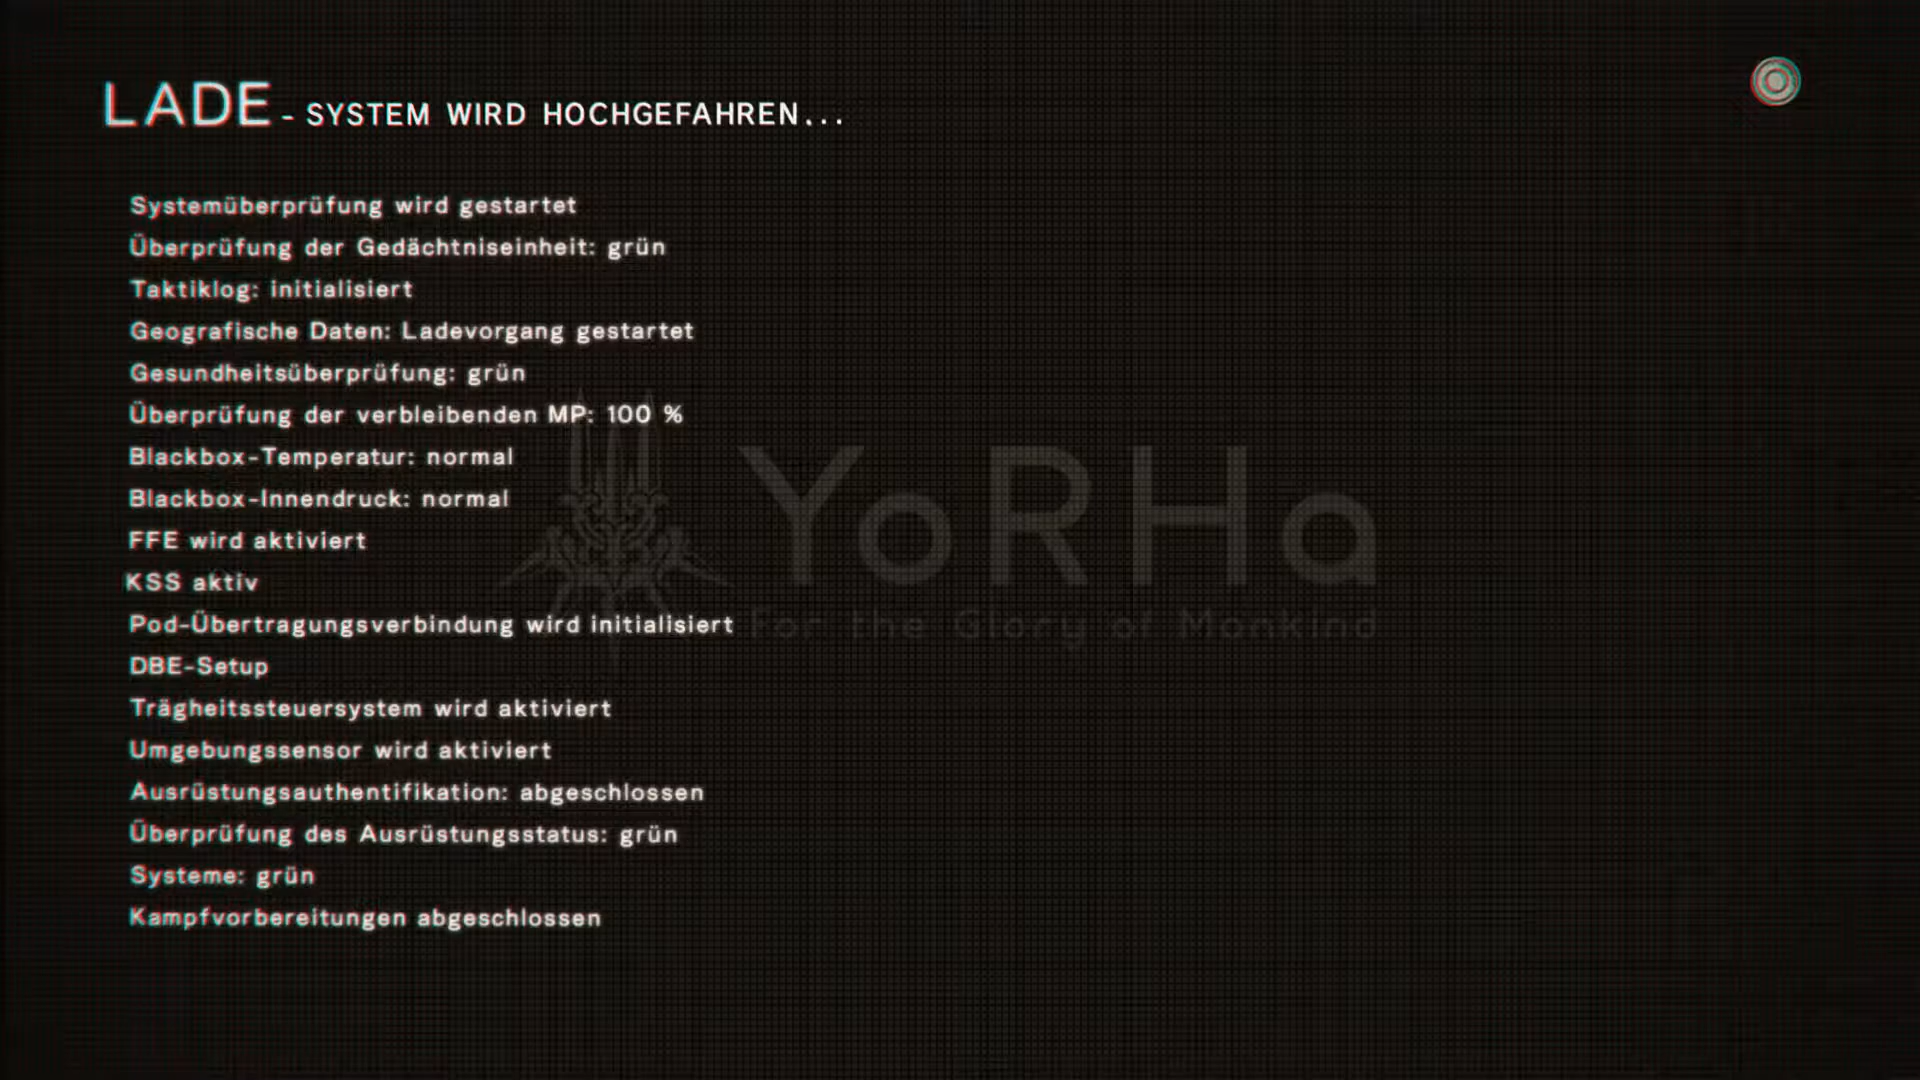 LADE - SYSTEM WIRD HOCHGEFAHREN...
Systemüberprüfung wird gestartet
Überprüfung der Gedächtniseinheit: grün
Taktiklog: initialisiert
Geografische Daten: Ladevorgang gestartet
Gesundheitsüberprüfung: grün
Überprüfung der verbleibenden MP: 100 %
Blackbox-Temperatur: normal
Blackbox-Innendruck: normal
FFE wird aktiviert
KSS aktiv
Pod-Übertragungsverbindung wird initialisiert
DBE-Setup
Trägheitssteuersystem wird aktiviert
Umgebungssensor wird aktiviert
Ausrüstungsauthentifikation: abgeschlossen
Überprüfung des Ausrüstungsstatus: grün
Systeme: grün
Kampfvorbereitungen abgeschlossen
YoRHa
For the Glory of Mankind